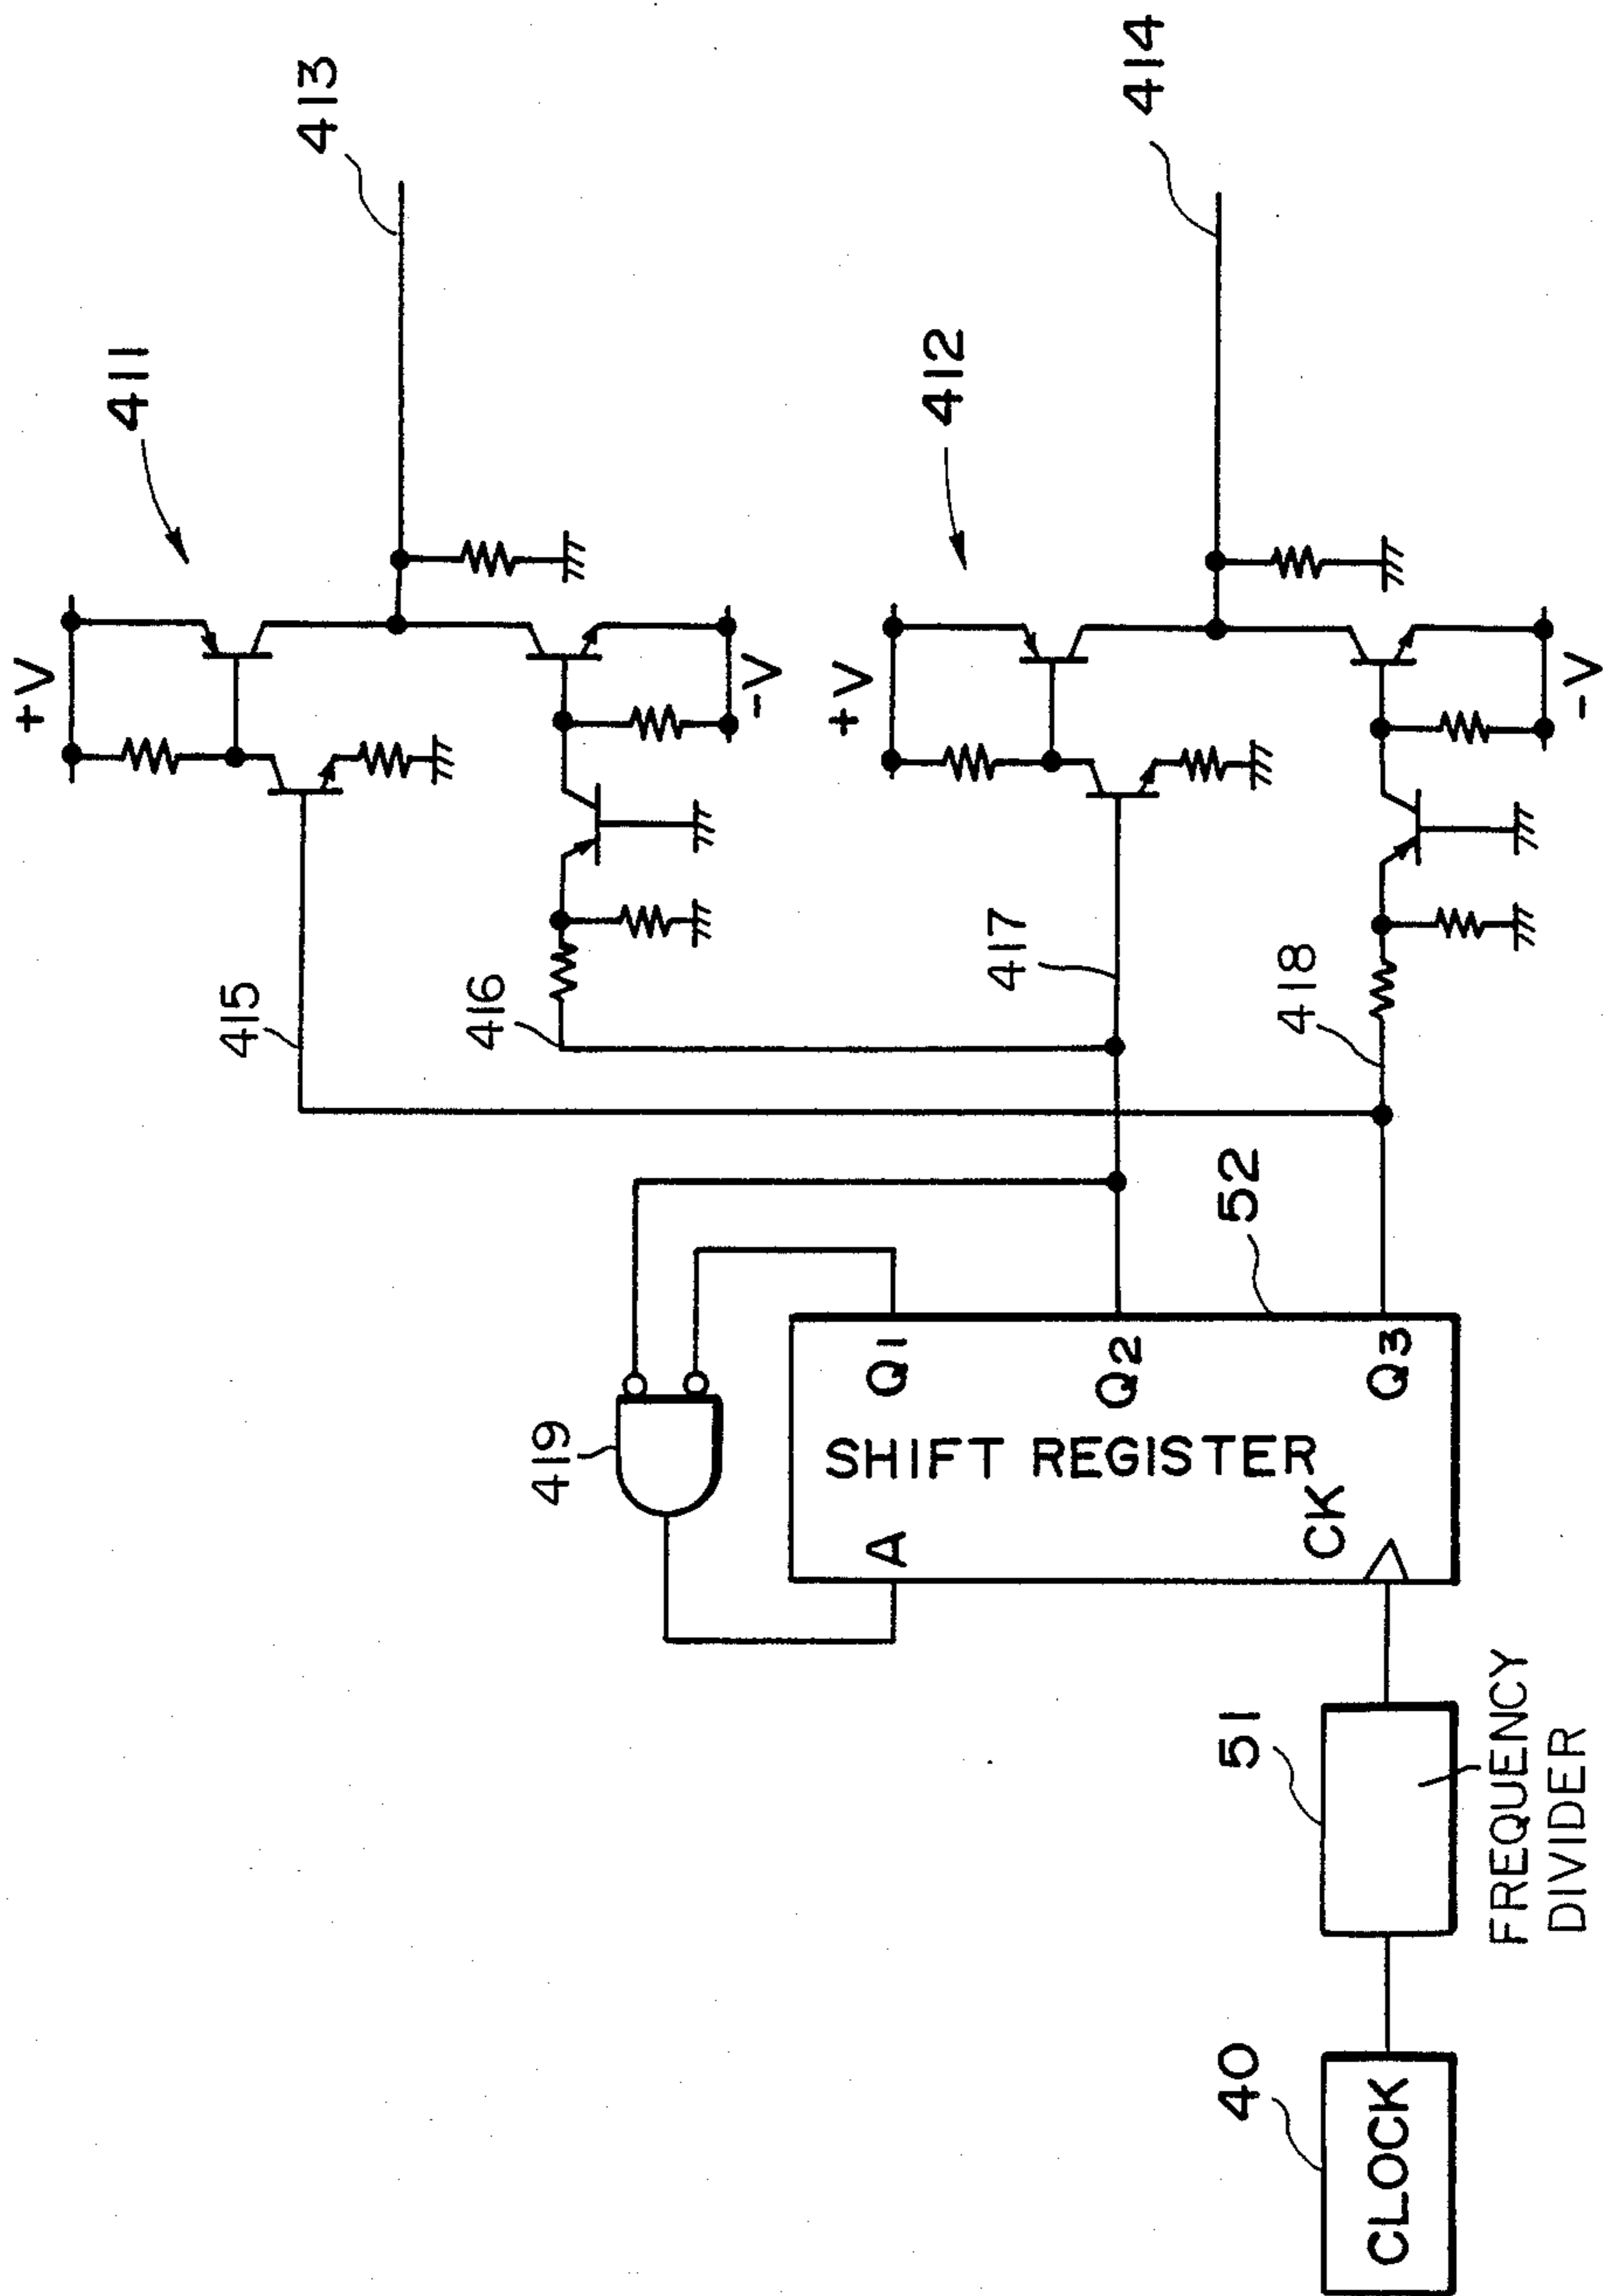 +V
411
413
415
416
-V
419
+V
412
414
417
A
Q1
SHIFT REGISTER
Q2
CK
Q3
52
418
-V
40
CLOCK
51
FREQUENCY
DIVIDER